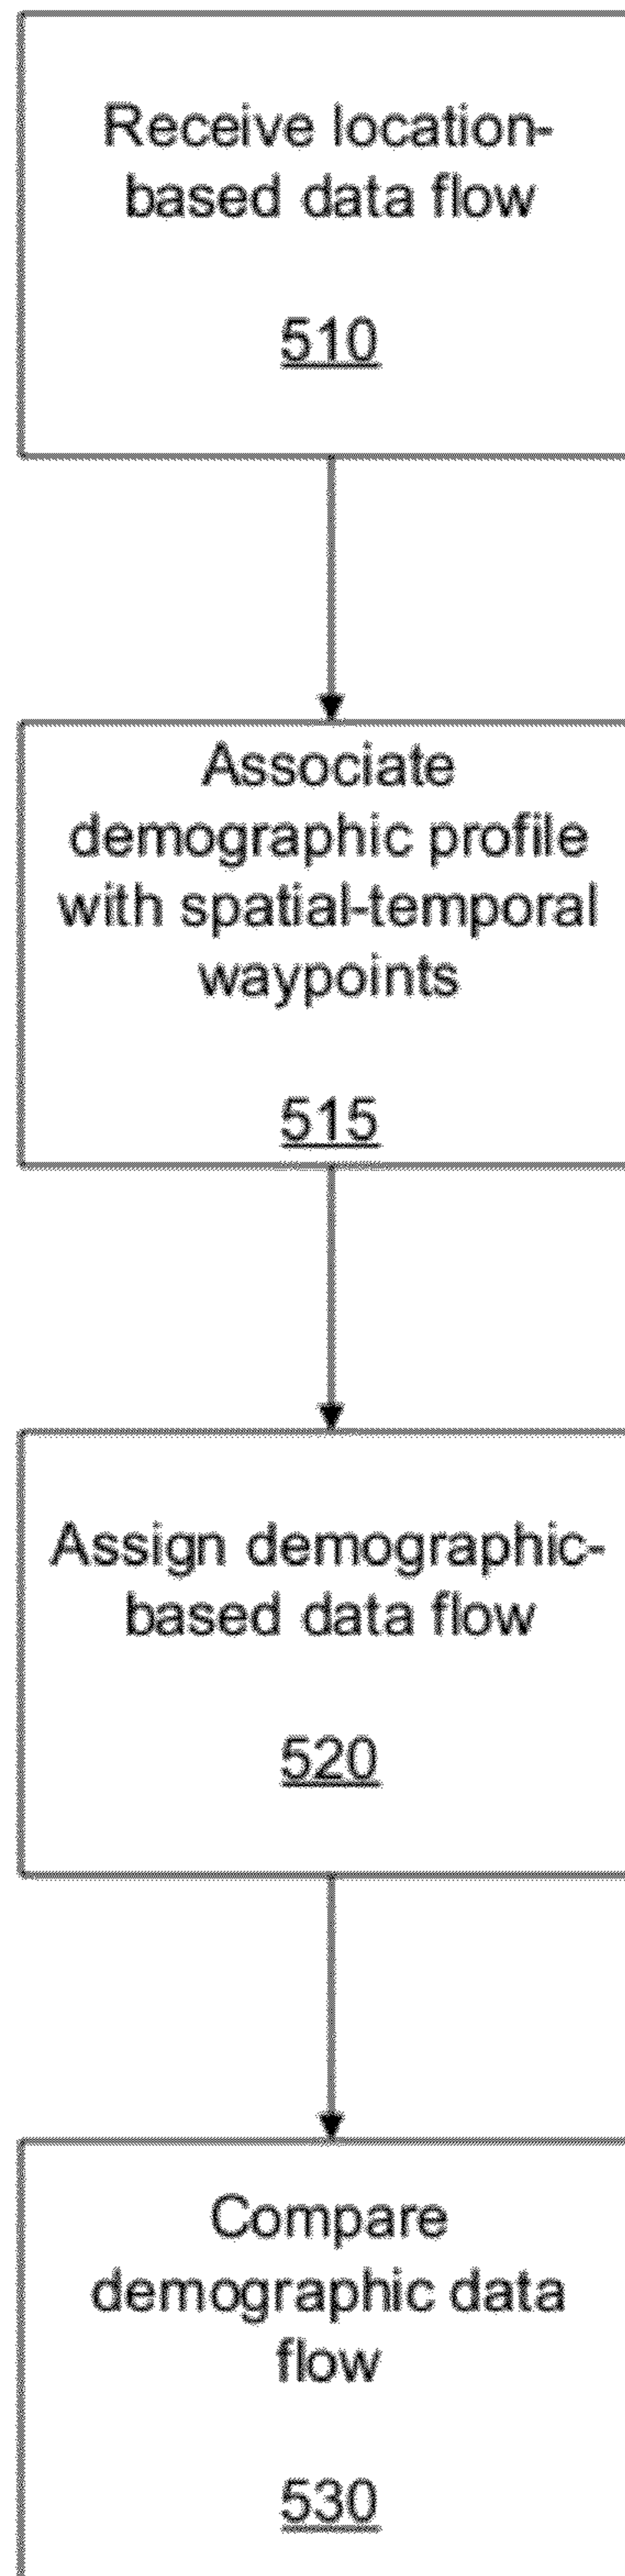 Receive location-
based data flow
510
Associate
demographic profile
with spatial-temporal
waypoints
515
Assign demographic-
based data flow
520
Compare
demographic data
flow
530